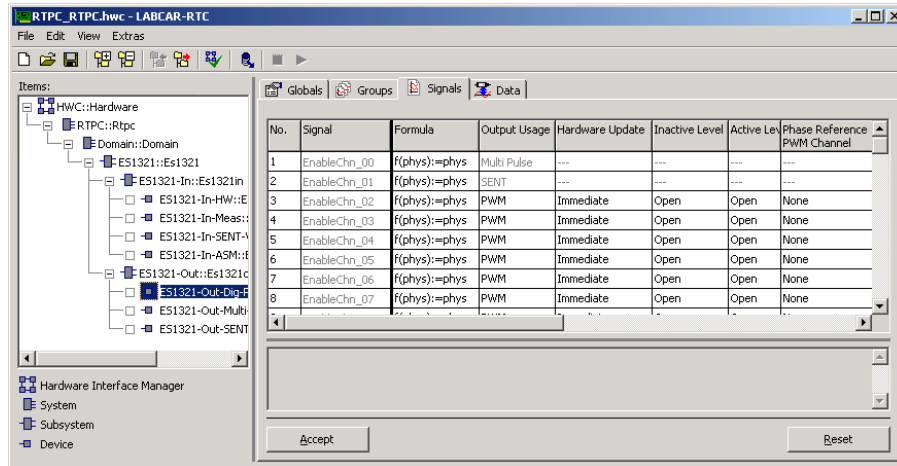 RTPC_RTPC.hwc - LABCAR-RTC
File Edit View Extras
Items:
HWC::Hardware
RTPC::Rtpc
Domain::Domain
ES1321::Es1321
ES1321-In::Es1321in
ES1321-In-HW::E
ES1321-In-Meas::
ES1321-In-SENT-
ES1321-In-ASM::E
ES1321-Out::Es1321o
ES1321-Out-Dig-P
ES1321-Out-Multi-
ES1321-Out-SENT
Hardware Interface Manager
System
Subsystem
Device
Globals Groups Signals Data
No. Signal Formula Output Usage Hardware Update Inactive Level Active Lev Phase Reference PWM Channel
1 EnableChn_00 f(phys):=phys Multi Pulse --- --- --- ---
2 EnableChn_01 f(phys):=phys SENT --- --- --- ---
3 EnableChn_02 f(phys):=phys PWM Immediate Open Open None
4 EnableChn_03 f(phys):=phys PWM Immediate Open Open None
5 EnableChn_04 f(phys):=phys PWM Immediate Open Open None
6 EnableChn_05 f(phys):=phys PWM Immediate Open Open None
7 EnableChn_06 f(phys):=phys PWM Immediate Open Open None
8 EnableChn_07 f(phys):=phys PWM Immediate Open Open None
Accept Reset